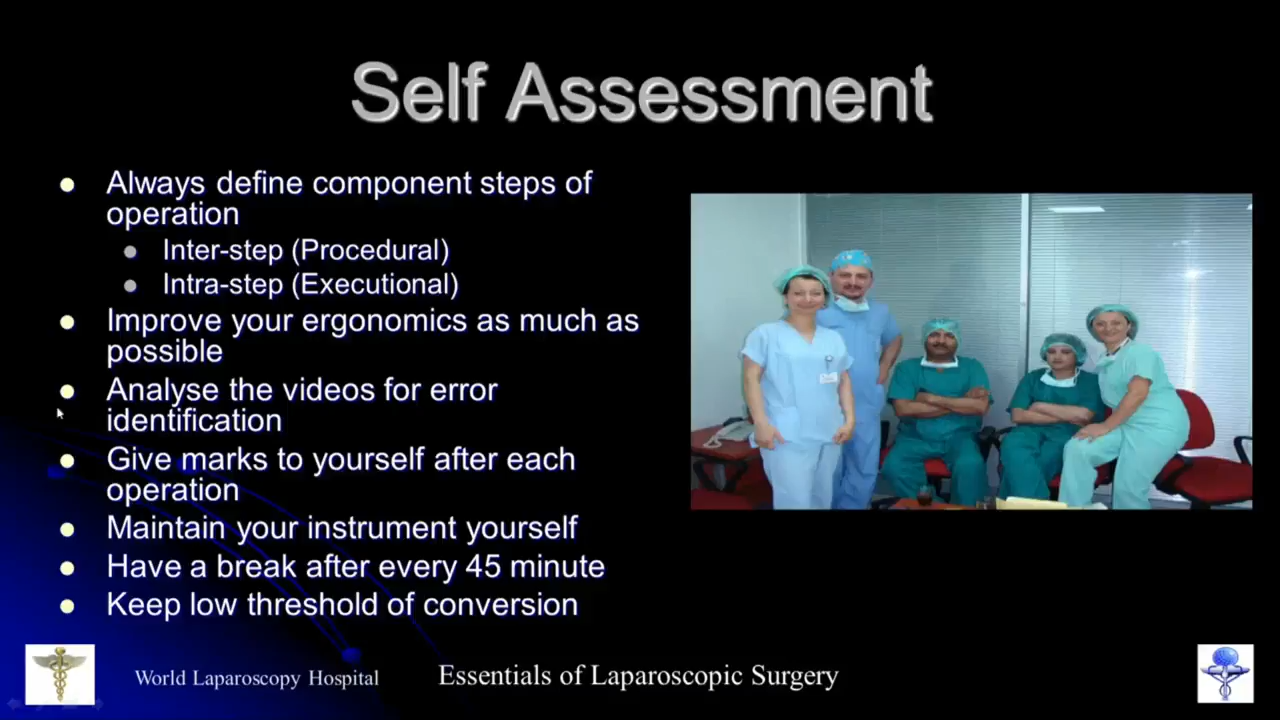 Self Assessment
Always define component steps of
operation
Inter-step (Procedural)
Intra-step (Executional)
Improve your ergonomics as much as
possible
Analyse the videos for error
identification
Give marks to yourself after each
operation
Maintain your instrument yourself
Have a break after every 45 minute
Keep low threshold of conversion
World Laparoscopy Hospital
Essentials of Laparoscopic Surgery